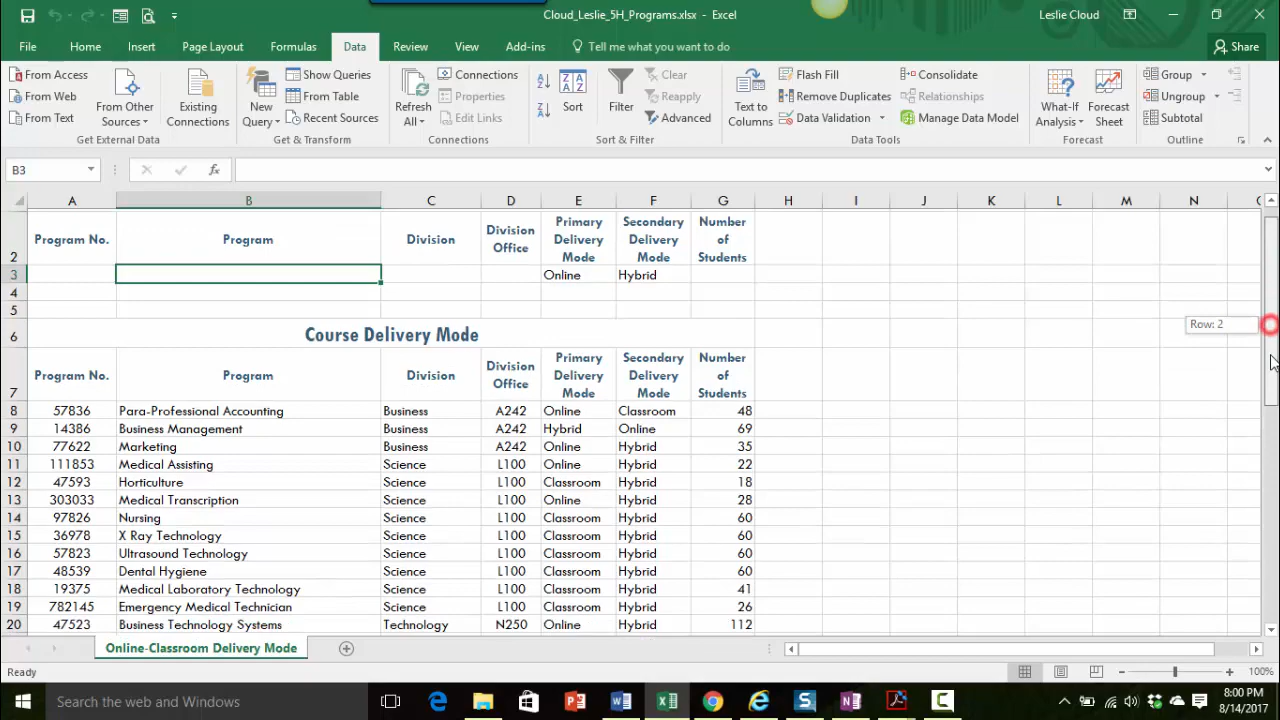 Cloud_Leslie_5H_Programs.xlsx - Excel
Leslie Cloud
File Home Insert Page Layout Formulas Data Review View Add-ins Tell me what you want to do Share
From Access
From Web
From Text
From Other Sources
Existing Connections
Get External Data
New Query
Show Queries
From Table
Recent Sources
Get & Transform
Refresh All
Connections
Properties
Edit Links
Connections
Sort
Filter
Clear
Reapply
Advanced
Sort & Filter
Text to Columns
Flash Fill
Remove Duplicates
Data Validation
Consolidate
Relationships
Manage Data Model
Data Tools
What-If Analysis
Forecast Sheet
Forecast
Group
Ungroup
Subtotal
Outline
B3 fx
A B C D E F G H I J K L M N
2 Program No. Program Division Division Office Primary Delivery Mode Secondary Delivery Mode Number of Students
3 Online Hybrid
4
5
6 Course Delivery Mode
7 Program No. Program Division Division Office Primary Delivery Mode Secondary Delivery Mode Number of Students
8 57836 Para-Professional Accounting Business A242 Online Classroom 48
9 14386 Business Management Business A242 Hybrid Online 69
10 77622 Marketing Business A242 Online Hybrid 35
11 111853 Medical Assisting Science L100 Online Hybrid 22
12 47593 Horticulture Science L100 Classroom Hybrid 18
13 303033 Medical Transcription Science L100 Online Hybrid 28
14 97826 Nursing Science L100 Classroom Hybrid 60
15 36978 X Ray Technology Science L100 Classroom Hybrid 60
16 57823 Ultrasound Technology Science L100 Classroom Hybrid 60
17 48539 Dental Hygiene Science L100 Classroom Hybrid 60
18 19375 Medical Laboratory Technology Science L100 Classroom Hybrid 41
19 782145 Emergency Medical Technician Science L100 Classroom Hybrid 26
20 47523 Business Technology Systems Technology N250 Online Hybrid 112
Row: 2
Online-Classroom Delivery Mode
Ready
100%
Search the web and Windows
8:00 PM
8/14/2017